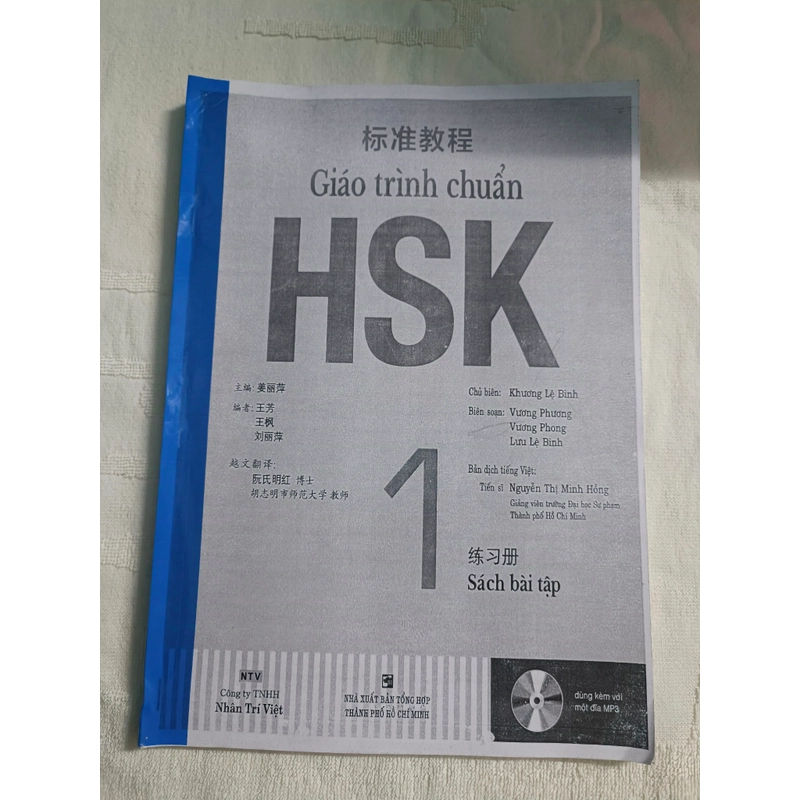 标准教程
Giáo trình chuẩn
HSK
主编: 姜丽萍
编者: 王芳
王枫
刘丽萍
越文翻译:
阮氏明红 博士
胡志明市师范大学 教师
Chủ biên: Khương Lệ Bình
Biên soạn: Vương Phương
Vương Phong
Lưu Lệ Bình
Bản dịch tiếng Việt:
Tiến sĩ Nguyễn Thị Minh Hồng
Giảng viên trường Đại học Sư phạm
Thành phố Hồ Chí Minh
1
练习册
Sách bài tập
NTV
Công ty TNHH
Nhân Trí Việt
NHÀ XUẤT BẢN TỔNG HỢP
THÀNH PHỐ HỒ CHÍ MINH
dùng kèm với
một đĩa MP3